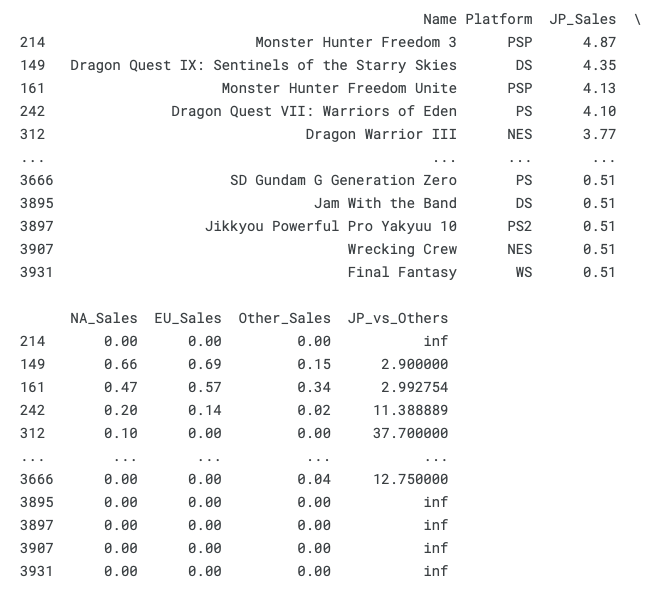 Name Platform JP_Sales \
214 Monster Hunter Freedom 3 PSP 4.87
149 Dragon Quest IX: Sentinels of the Starry Skies DS 4.35
161 Monster Hunter Freedom Unite PSP 4.13
242 Dragon Quest VII: Warriors of Eden PS 4.10
312 Dragon Warrior III NES 3.77
... ... ... ...
3666 SD Gundam G Generation Zero PS 0.51
3895 Jam With the Band DS 0.51
3897 Jikkyou Powerful Pro Yakyuu 10 PS2 0.51
3907 Wrecking Crew NES 0.51
3931 Final Fantasy WS 0.51
NA_Sales EU_Sales Other_Sales JP_vs_Others
214 0.00 0.00 0.00 inf
149 0.66 0.69 0.15 2.900000
161 0.47 0.57 0.34 2.992754
242 0.20 0.14 0.02 11.388889
312 0.10 0.00 0.00 37.700000
... ... ... ... ...
3666 0.00 0.00 0.04 12.750000
3895 0.00 0.00 0.00 inf
3897 0.00 0.00 0.00 inf
3907 0.00 0.00 0.00 inf
3931 0.00 0.00 0.00 inf